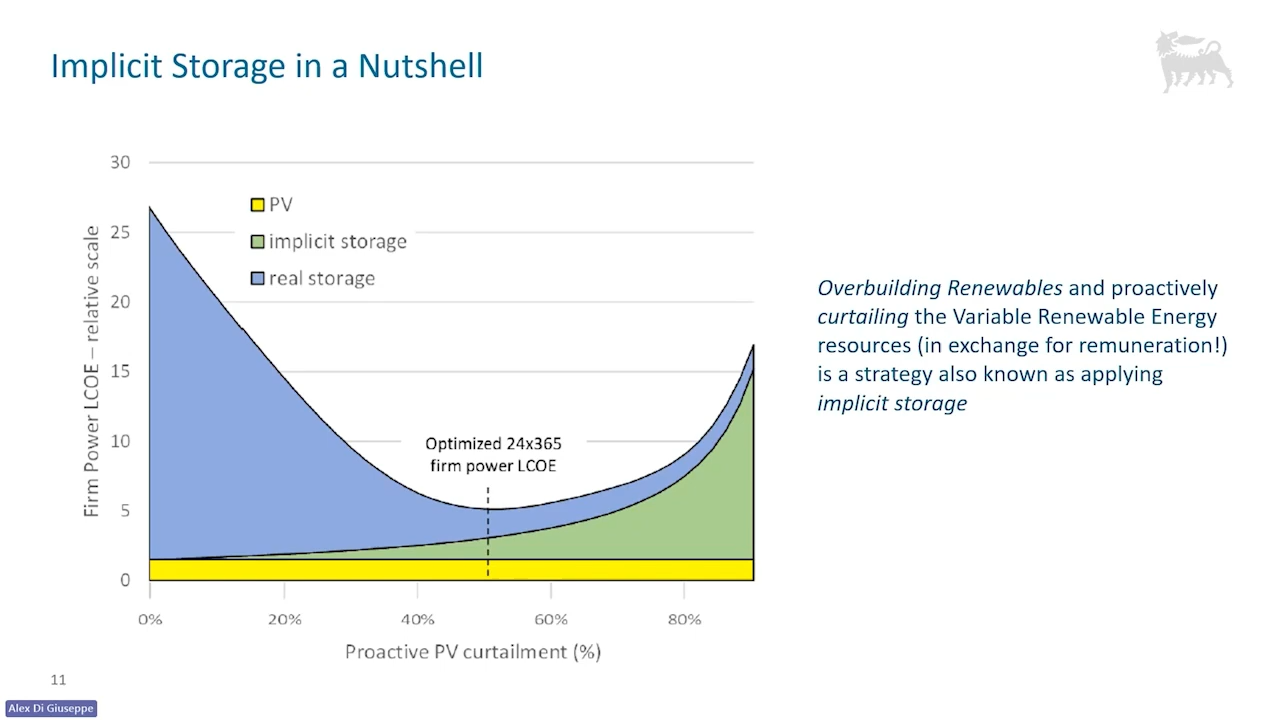 Implicit Storage in a Nutshell
30
25
20
15
10
5
0
Firm Power LCOE – relative scale
PV
implicit storage
real storage
Optimized 24x365
firm power LCOE
0%
20%
40%
60%
80%
Proactive PV curtailment (%)
Overbuilding Renewables and proactively
curtailing the Variable Renewable Energy
resources (in exchange for remuneration!)
is a strategy also known as applying
implicit storage
11
Alex Di Giuseppe